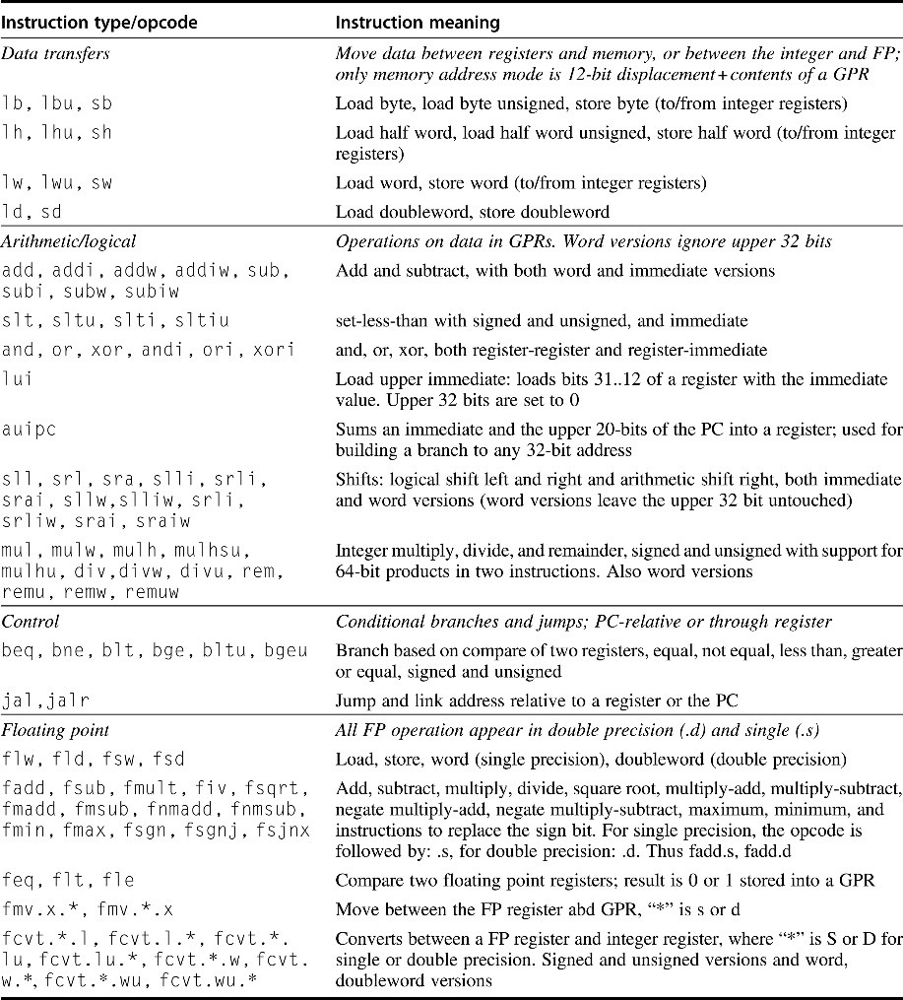 Instruction type/opcode Instruction meaning
Data transfers Move data between registers and memory, or between the integer and FP;
only memory address mode is 12-bit displacement+contents of a GPR
lb, lbu, sb Load byte, load byte unsigned, store byte (to/from integer registers)
lh, lhu, sh Load half word, load half word unsigned, store half word (to/from integer
registers)
lw, lwu, sw Load word, store word (to/from integer registers)
ld, sd Load doubleword, store doubleword
Arithmetic/logical Operations on data in GPRs. Word versions ignore upper 32 bits
add, addi, addw, addiw, sub, Add and subtract, with both word and immediate versions
subi, subw, subiw
slt, sltu, slti, sltiu set-less-than with signed and unsigned, and immediate
and, or, xor, andi, ori, xori and, or, xor, both register-register and register-immediate
lui Load upper immediate: loads bits 31..12 of a register with the immediate
value. Upper 32 bits are set to 0
auipc Sums an immediate and the upper 20-bits of the PC into a register; used for
building a branch to any 32-bit address
sll, srl, sra, slli, srli, Shifts: logical shift left and right and arithmetic shift right, both immediate
srai, sllw,slliw, srli, and word versions (word versions leave the upper 32 bit untouched)
srliw, srai, sraiw
mul, mulw, mulh, mulhsu, Integer multiply, divide, and remainder, signed and unsigned with support for
mulhu, div,divw, divu, rem, 64-bit products in two instructions. Also word versions
remu, remw, remuw
Control Conditional branches and jumps; PC-relative or through register
beq, bne, blt, bge, bltu, bgeu Branch based on compare of two registers, equal, not equal, less than, greater
or equal, signed and unsigned
jal,jalr Jump and link address relative to a register or the PC
Floating point All FP operation appear in double precision (.d) and single (.s)
flw, fld, fsw, fsd Load, store, word (single precision), doubleword (double precision)
fadd, fsub, fmult, fiv, fsqrt, Add, subtract, multiply, divide, square root, multiply-add, multiply-subtract,
fmadd, fmsub, fnmadd, fnmsub, negate multiply-add, negate multiply-subtract, maximum, minimum, and
fmin, fmax, fsgn, fsgnj, fsjnx instructions to replace the sign bit. For single precision, the opcode is
followed by: .s, for double precision: .d. Thus fadd.s, fadd.d
feq, flt, fle Compare two floating point registers; result is 0 or 1 stored into a GPR
fmv.x.*, fmv.*.x Move between the FP register abd GPR, “*” is s or d
fcvt.*.l, fcvt.l.*, fcvt.*. Converts between a FP register and integer register, where “*” is S or D for
lu, fcvt.lu.*, fcvt.*.w, fcvt. single or double precision. Signed and unsigned versions and word,
w.*, fcvt.*.wu, fcvt.wu.* doubleword versions